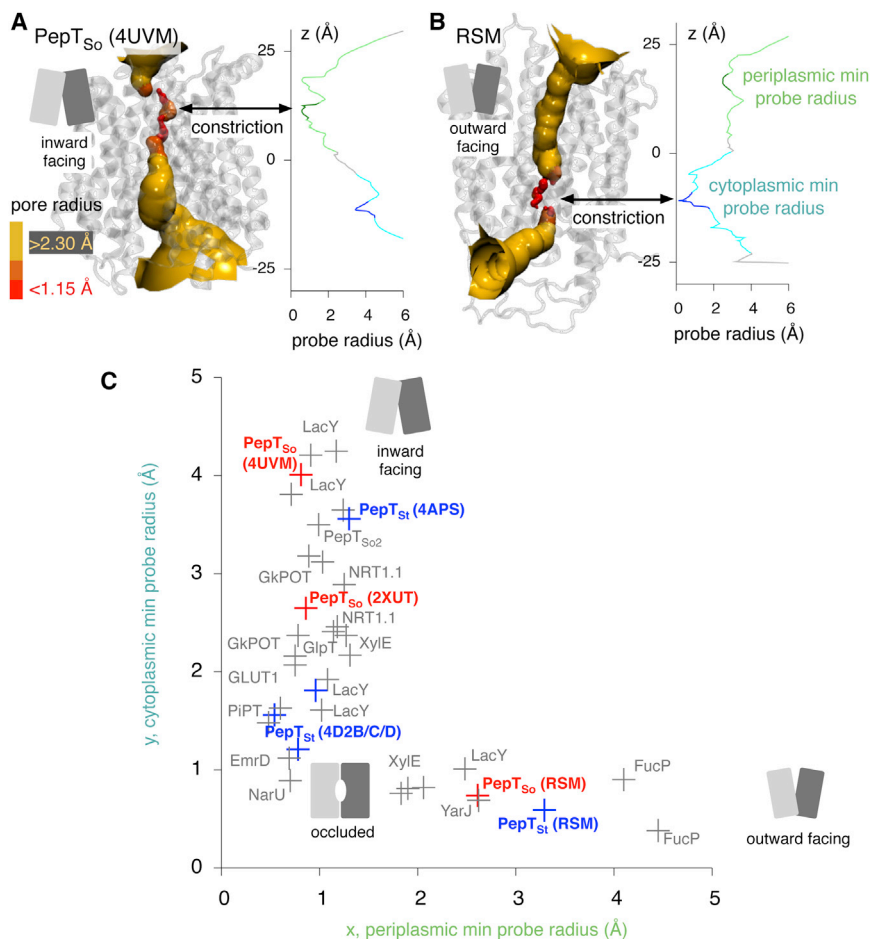 A
PepTSo (4UVM)
inward
facing
pore radius
>2.30 Å
<1.15 Å
constriction
z (Å)
25
0
-25
0 2 4 6
probe radius (Å)
B
RSM
outward
facing
constriction
z (Å)
25
0
-25
periplasmic min
probe radius
cytoplasmic min
probe radius
0 2 4 6
probe radius (Å)
C
y, cytoplasmic min probe radius (Å)
5
4
3
2
1
0
LacY
PepTSo
(4UVM)
inward
facing
LacY
PepTSt (4APS)
PepTSo2
GkPOT
NRT1.1
PepTSo (2XUT)
NRT1.1
GkPOT
GlpT
XylE
GLUT1
LacY
PiPT
LacY
PepTSt (4D2B/C/D)
EmrD
XylE
LacY
FucP
NarU
PepTSo (RSM)
YarJ
PepTSt (RSM)
occluded
FucP
outward facing
0 1 2 3 4 5
x, periplasmic min probe radius (Å)